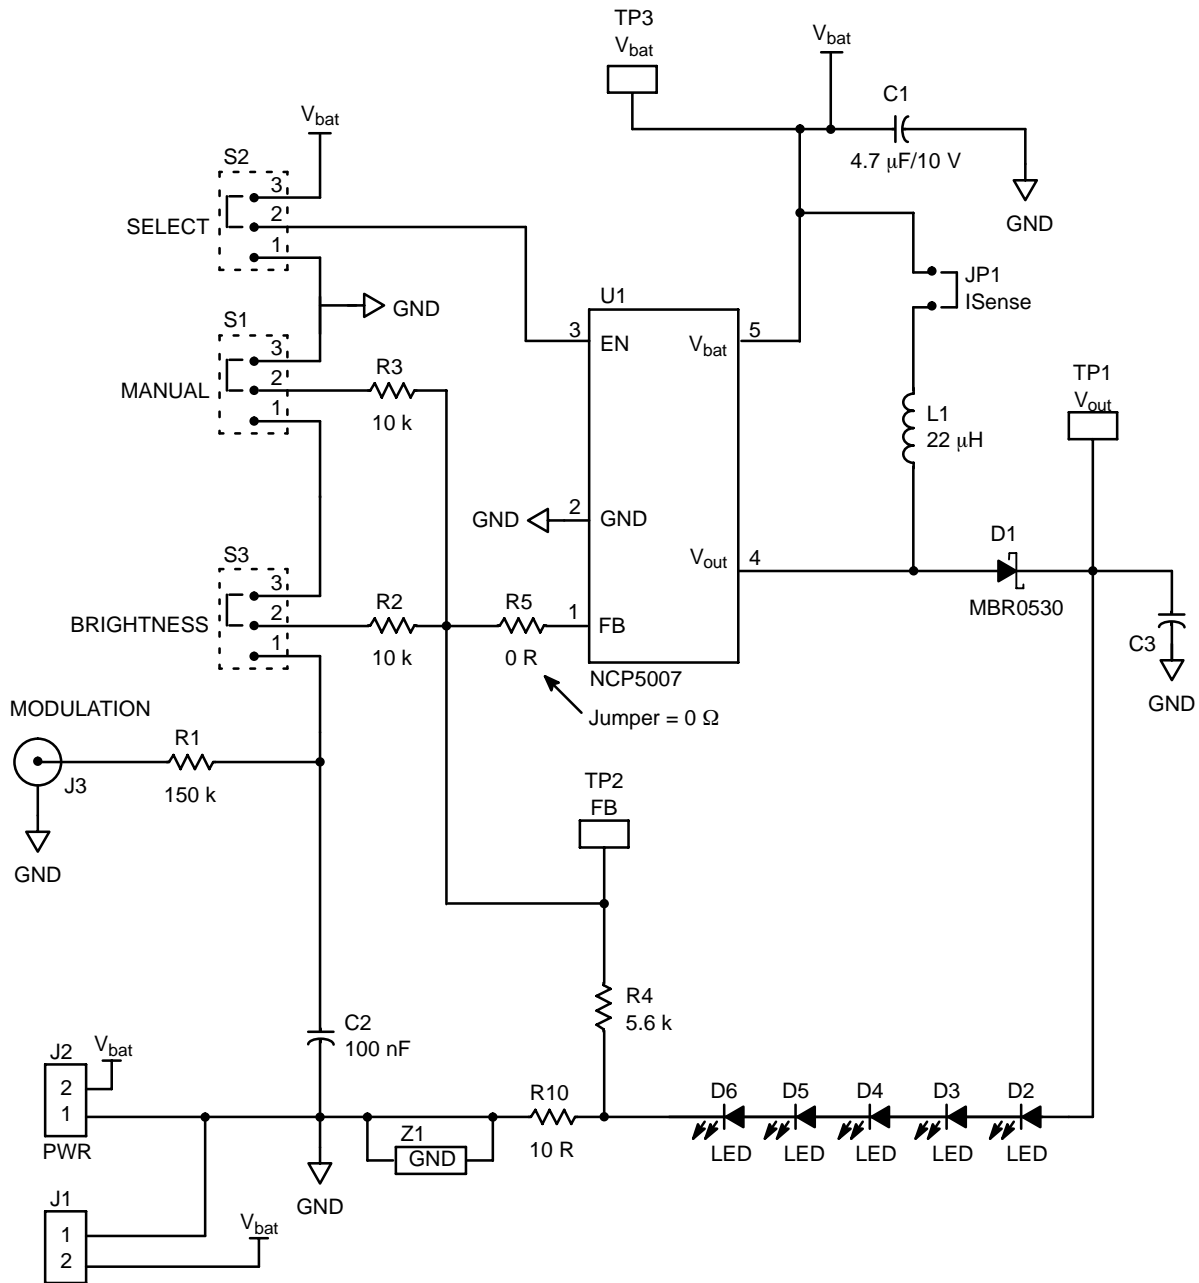 TP3
Vbat
Vbat
C1
4.7 μF/10 V
GND
Vbat
S2
3
2
1
SELECT
GND
S1
3
2
1
MANUAL
R3
10 k
JP1
ISense
U1
3
EN
Vbat
5
L1
22 μH
TP1
Vout
GND
2
GND
Vout
4
D1
MBR0530
C3
GND
S3
3
2
1
BRIGHTNESS
R2
10 k
R5
0 R
1
FB
NCP5007
Jumper = 0 Ω
MODULATION
J3
GND
R1
150 k
TP2
FB
R4
5.6 k
C2
100 nF
J2
Vbat
2
1
PWR
R10
10 R
Z1
GND
GND
D6
D5
D4
D3
D2
LED
LED
LED
LED
LED
J1
1
2
Vbat